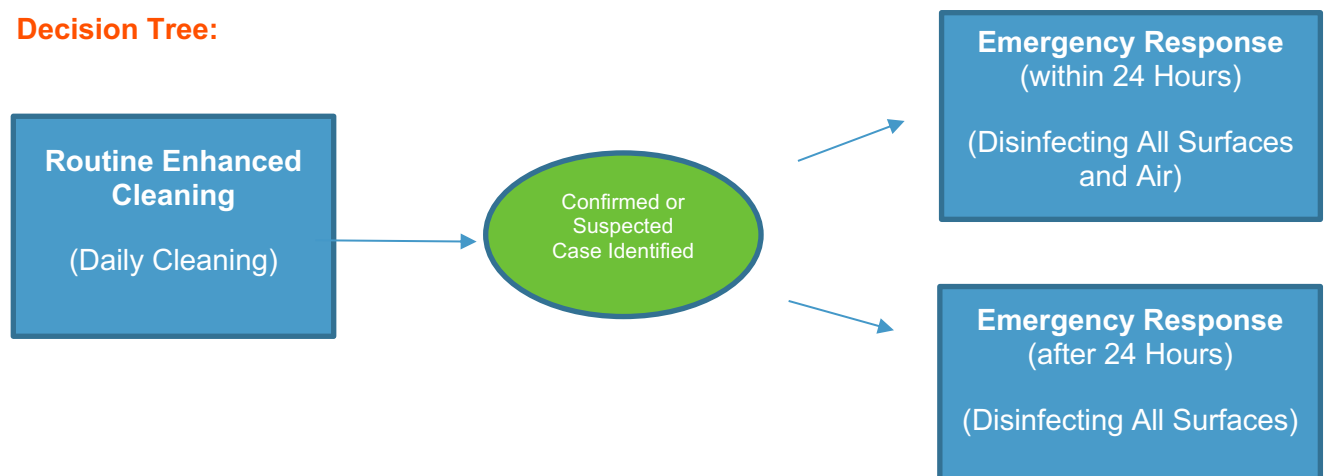 Decision Tree:
Routine Enhanced
Cleaning
(Daily Cleaning)
Confirmed or
Suspected
Case Identified
Emergency Response
(within 24 Hours)
(Disinfecting All Surfaces
and Air)
Emergency Response
(after 24 Hours)
(Disinfecting All Surfaces)